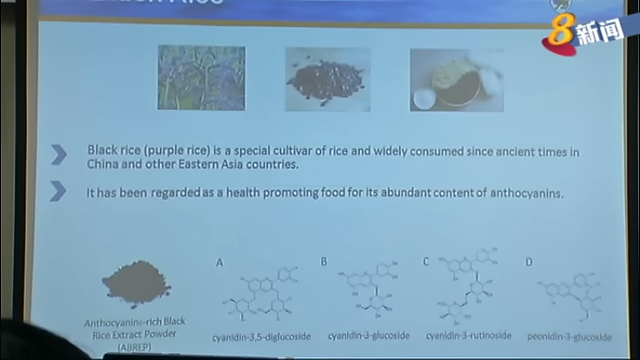 8新闻
Black Rice
Black rice (purple rice) is a special cultivar of rice and widely consumed since ancient times in
China and other Eastern Asia countries.
It has been regarded as a health promoting food for its abundant content of anthocyanins.
A
B
C
D
Anthocyanins-rich Black
Rice Extract Powder
(ABREP)
cyanidin-3,5-diglucoside
cyanidin-3-glucoside
cyanidin-3-rutinoside
peonidin-3-glucoside